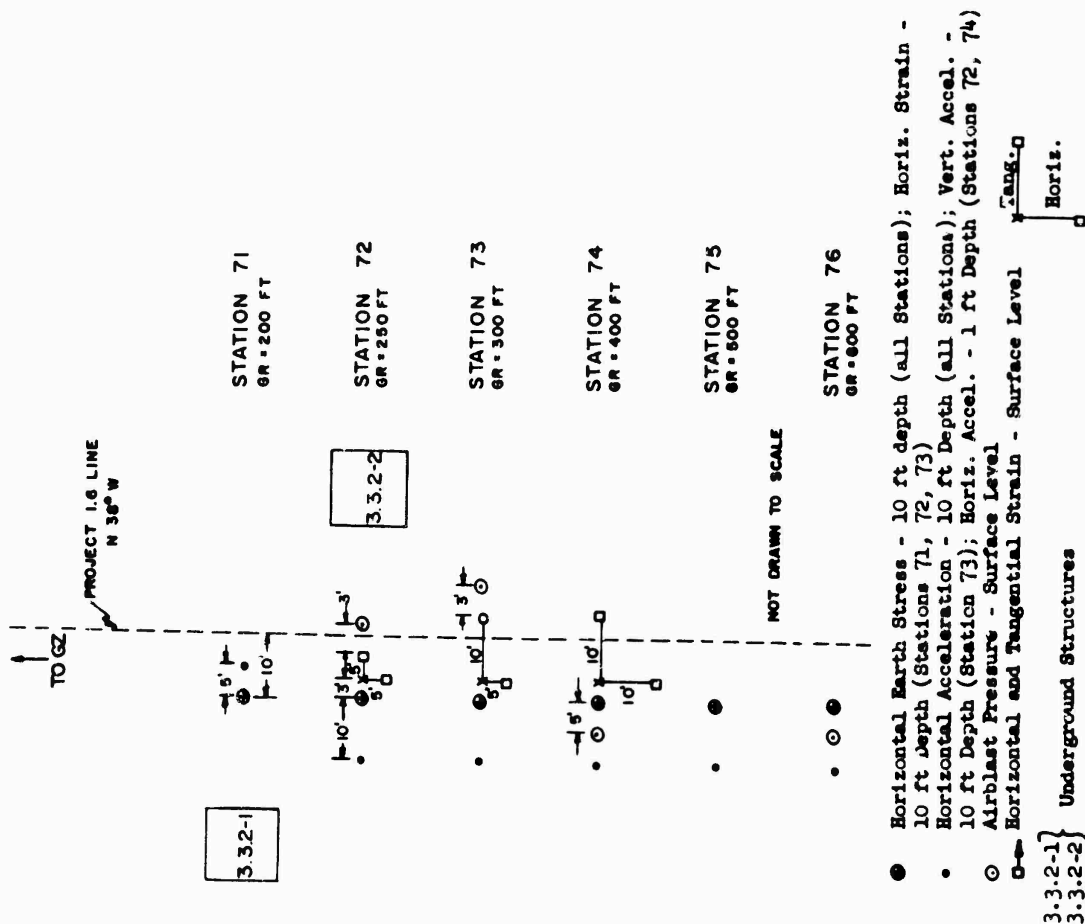 TO GZ
PROJECT 1.6 LINE
N 38° W
3.3.2-1
5'
10'
STATION 71
GR = 200 FT
10'
3'
5'
5'
3'
3.3.2-2
STATION 72
GR = 250 FT
5'
10'
3'
STATION 73
GR = 300 FT
5'
10'
10'
STATION 74
GR = 400 FT
STATION 75
GR = 500 FT
STATION 76
GR = 600 FT
NOT DRAWN TO SCALE
Horizontal Earth Stress - 10 ft depth (all Stations); Horiz. Strain -
10 ft Depth (Stations 71, 72, 73)
Horizontal Acceleration - 10 ft Depth (all Stations); Vert. Accel. -
10 ft Depth (Station 73); Horiz. Accel. - 1 ft Depth (Stations 72, 74)
Airblast Pressure - Surface Level
Horizontal and Tangential Strain - Surface Level
Tang.
Horiz.
3.3.2-1
3.3.2-2
Underground Structures